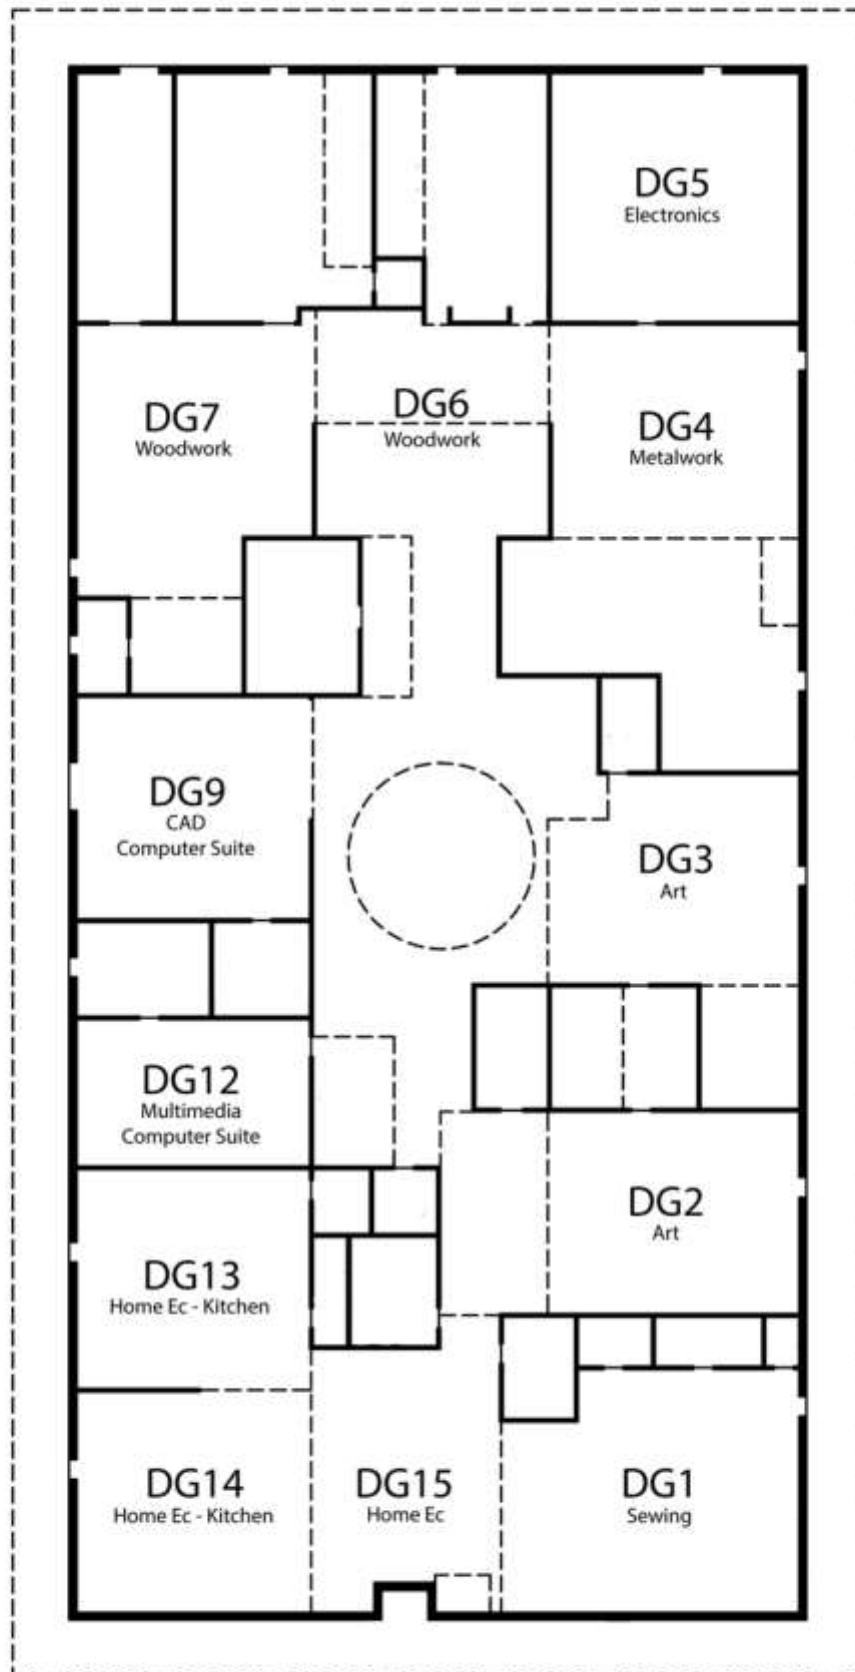 DG5
Electronics
DG7
Woodwork
DG6
Woodwork
DG4
Metalwork
DG9
CAD
Computer Suite
DG3
Art
DG12
Multimedia
Computer Suite
DG2
Art
DG13
Home Ec - Kitchen
DG14
Home Ec - Kitchen
DG15
Home Ec
DG1
Sewing